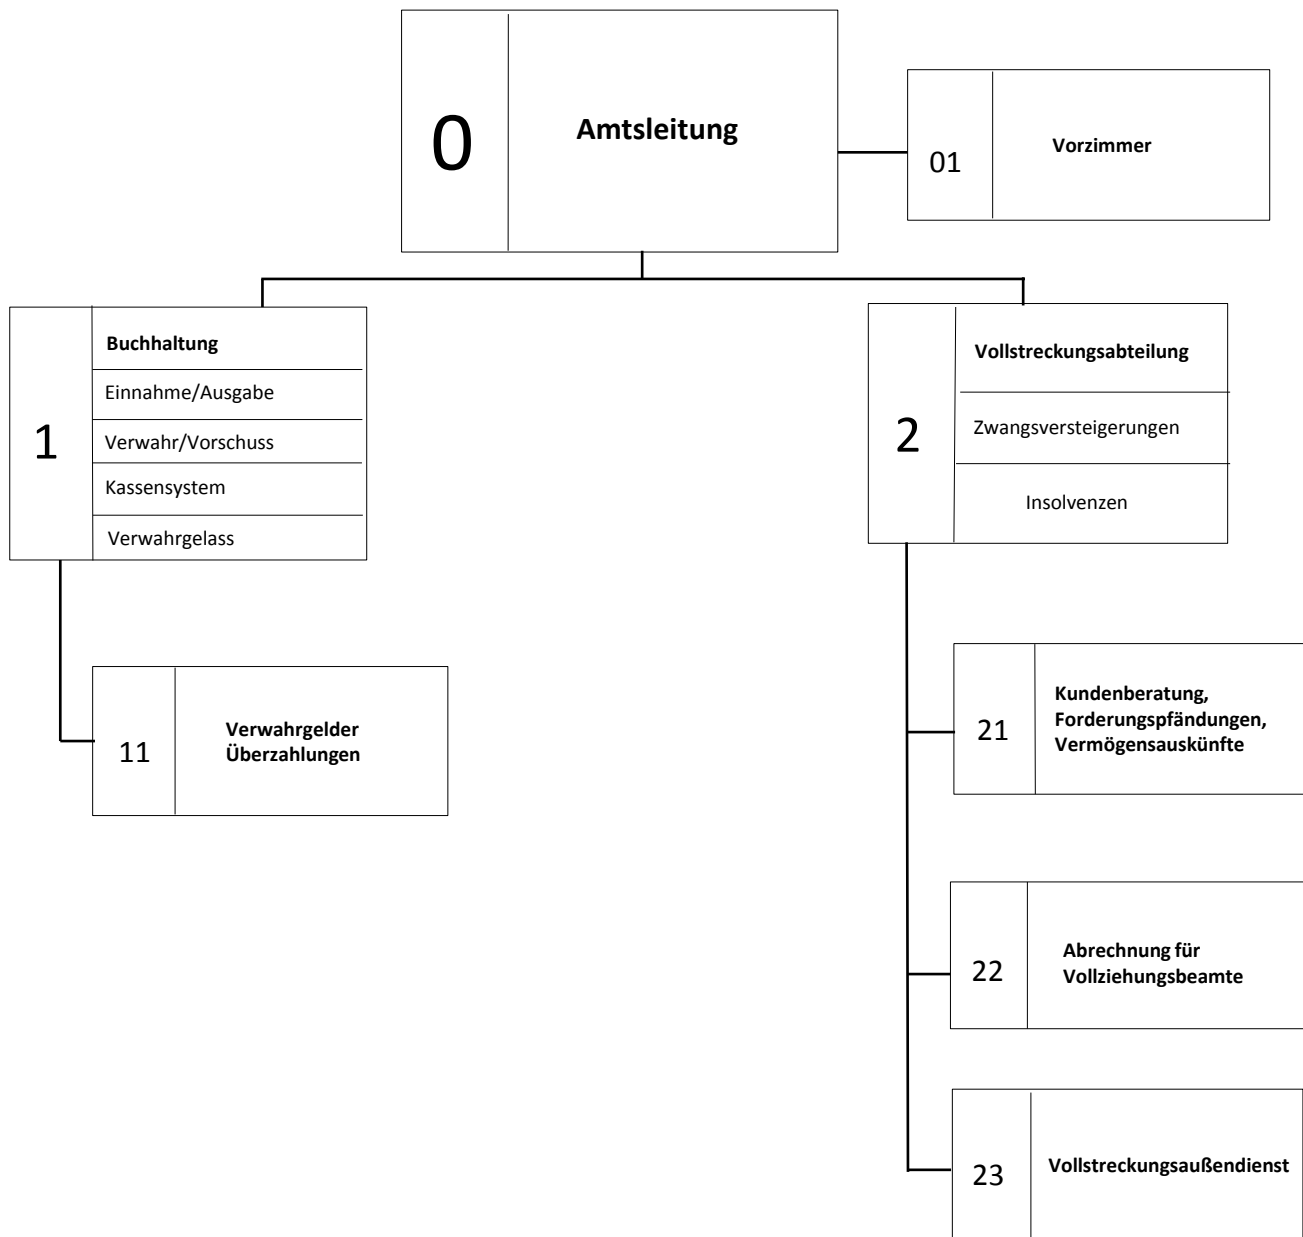 0
Amtsleitung
01
Vorzimmer
1
Buchhaltung
Einnahme/Ausgabe
Verwahr/Vorschuss
Kassensystem
Verwahrgelass
2
Vollstreckungsabteilung
Zwangsversteigerungen
Insolvenzen
11
Verwahrgelder
Überzahlungen
21
Kundenberatung,
Forderungspfändungen,
Vermögensauskünfte
22
Abrechnung für
Vollziehungsbeamte
23
Vollstreckungsaußendienst